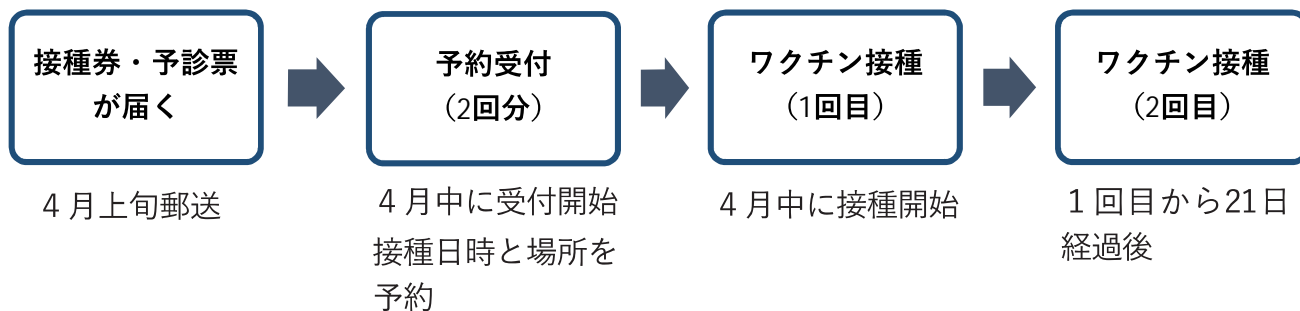 接種券・予診票
が届く
4月上旬郵送
予約受付
（2回分）
4月中に受付開始
接種日時と場所を
予約
ワクチン接種
（1回目）
4月中に接種開始
ワクチン接種
（2回目）
1回目から21日
経過後